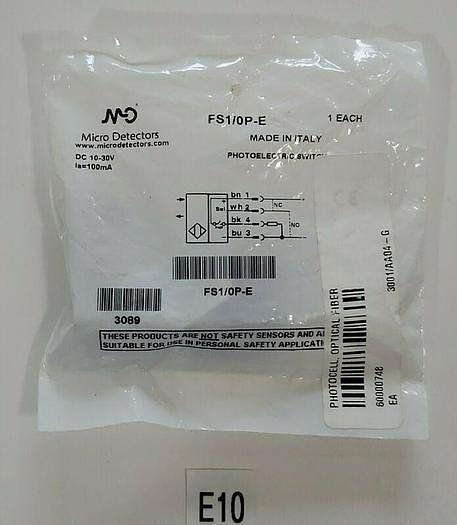 MD
FS1/0P-E
1 EACH
Micro Detectors
www.microdetectors.com
MADE IN ITALY
DC 10-30V
Ia=100mA
PHOTOELECTRIC SWITCH
bn 1
Sel
wh 2
NC
bk 4
NO
bu 3
FS1/0P-E
3089
THESE PRODUCTS ARE NOT SAFETY SENSORS AND
SUITABLE FOR USE IN PERSONAL SAFETY
PHOTOCELL, OPTICAL FIBER
3001/AA04-G
60000748
EA
E10